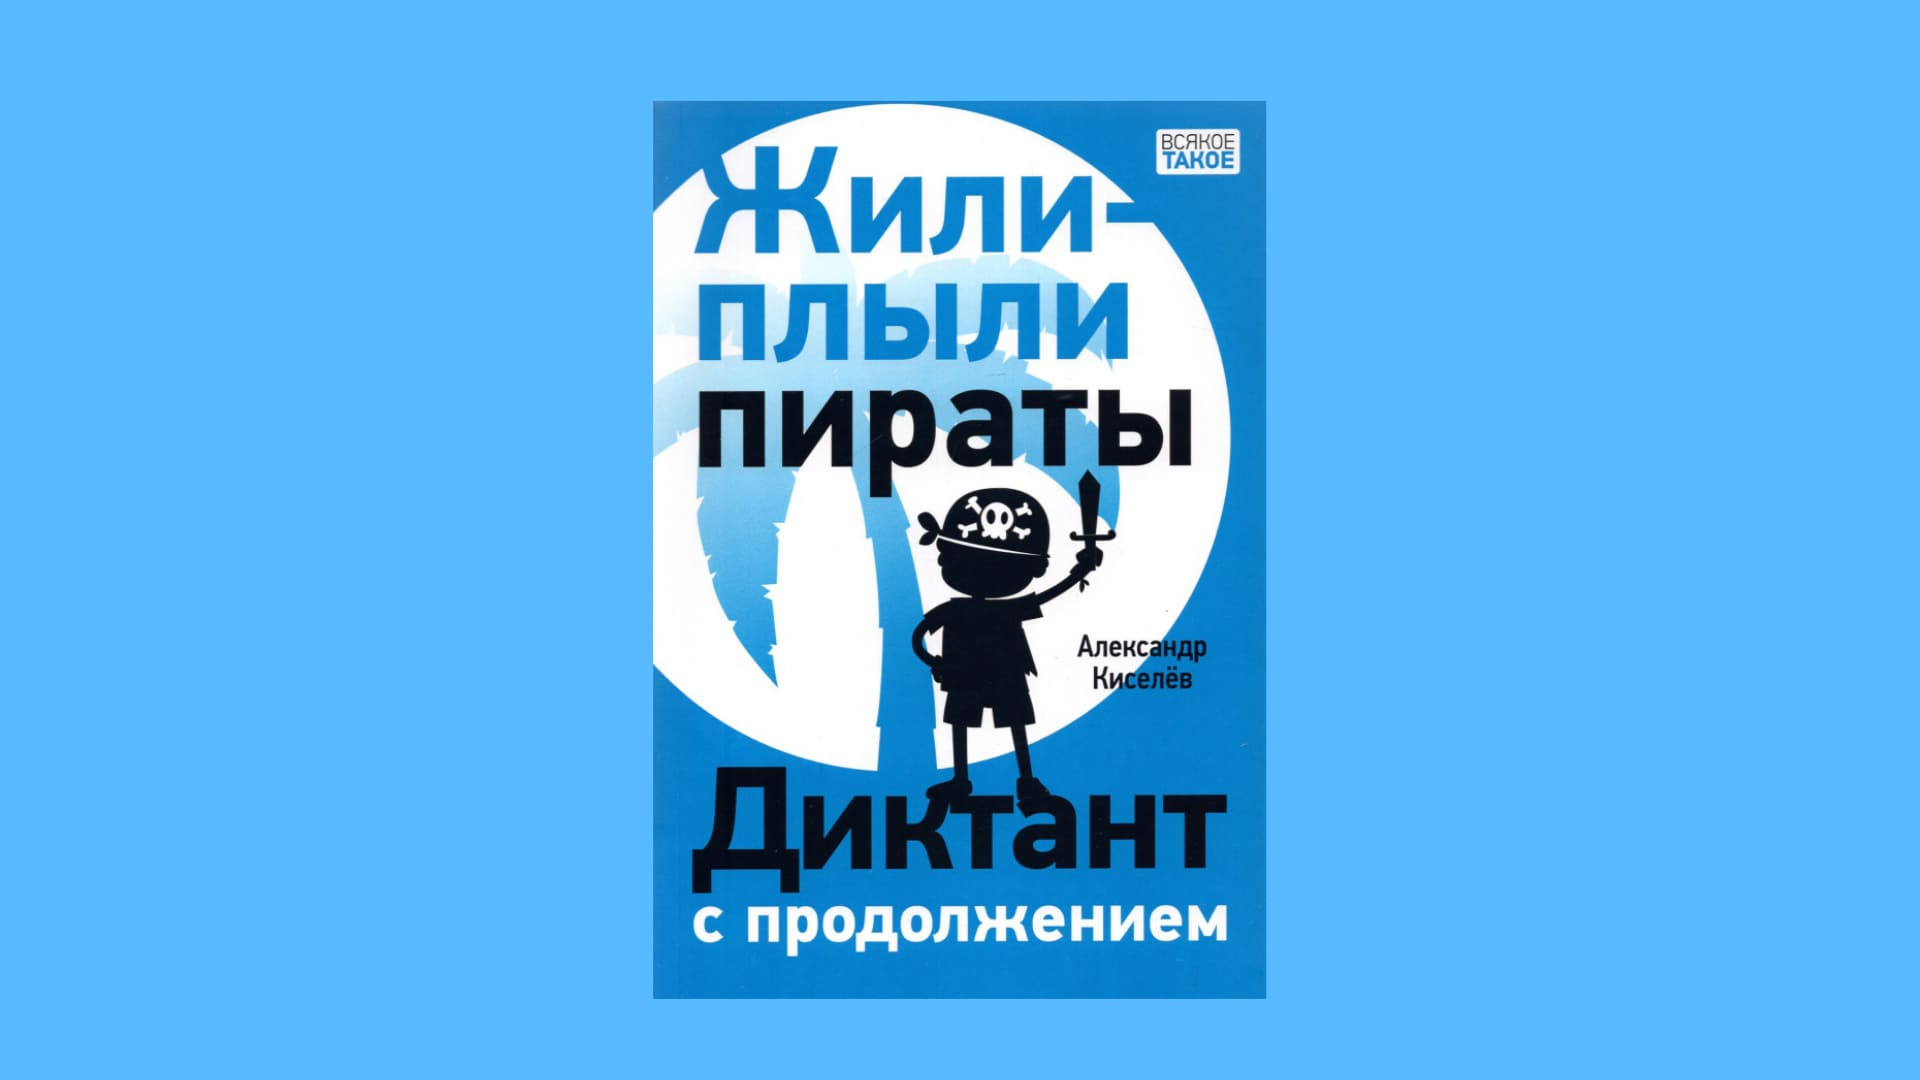 ВСЯКОЕ
ТАКОЕ
Жили-
плыли
пираты
Александр
Киселёв
Диктант
с продолжением